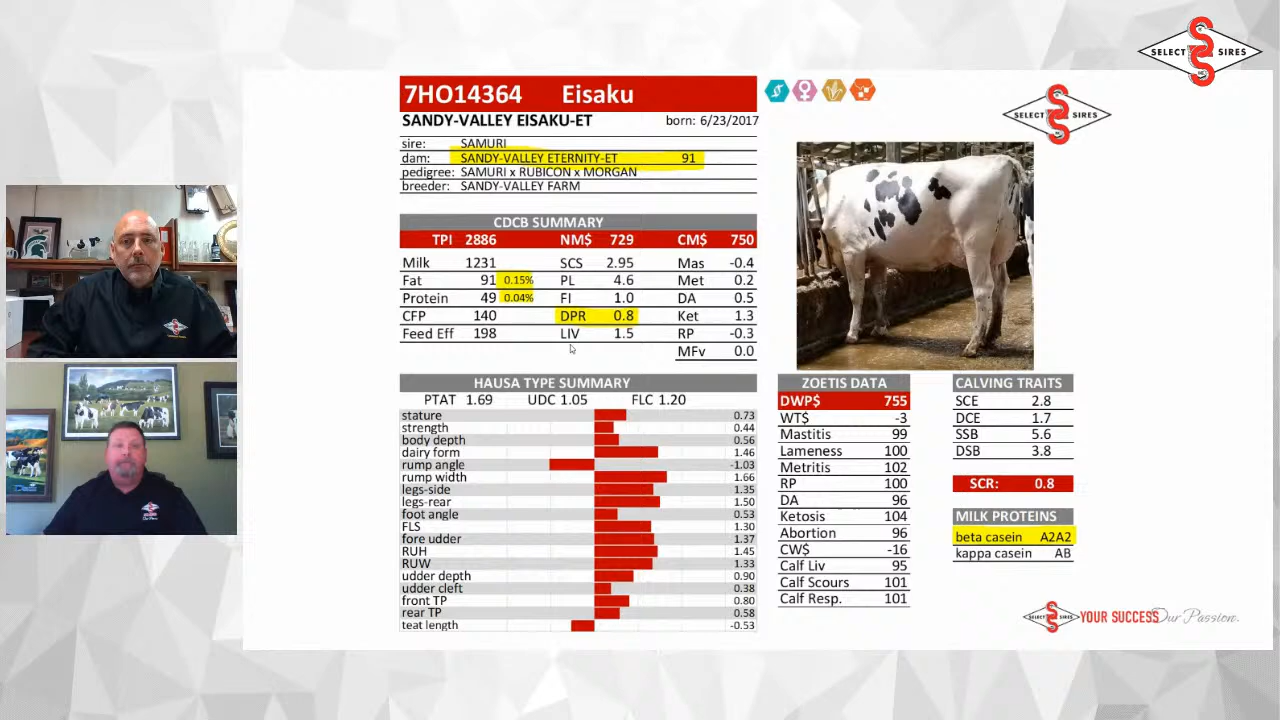 SELECT SIRES
SELECT SIRES
7HO14364 Eisaku
SANDY-VALLEY EISAKU-ET born: 6/23/2017
sire: SAMURI
dam: SANDY-VALLEY ETERNITY-ET 91
pedigree: SAMURI x RUBICON x MORGAN
breeder: SANDY-VALLEY FARM
CDCB SUMMARY
TPI 2886 NM$ 729 CM$ 750
Milk 1231 SCS 2.95 Mas -0.4
Fat 91 0.15% PL 4.6 Met 0.2
Protein 49 0.04% FI 1.0 DA 0.5
CFP 140 DPR 0.8 Ket 1.3
Feed Eff 198 LIV 1.5 RP -0.3
MFv 0.0
HAUSA TYPE SUMMARY
PTAT 1.69 UDC 1.05 FLC 1.20
stature 0.73
strength 0.44
body depth 0.56
dairy form 1.46
rump angle -1.03
rump width 1.66
legs-side 1.35
legs-rear 1.50
foot angle 0.53
FLS 1.30
fore udder 1.37
RUH 1.45
RUW 1.33
udder depth 0.90
udder cleft 0.38
front TP 0.80
rear TP 0.58
teat length -0.53
ZOETIS DATA
DWP$ 755
WT$ -3
Mastitis 99
Lameness 100
Metritis 102
RP 100
DA 96
Ketosis 104
Abortion 96
CW$ -16
Calf Liv 95
Calf Scours 101
Calf Resp. 101
CALVING TRAITS
SCE 2.8
DCE 1.7
SSB 5.6
DSB 3.8
SCR: 0.8
MILK PROTEINS
beta casein A2A2
kappa casein AB
SELECT SIRES YOUR SUCCESS Our Passion.